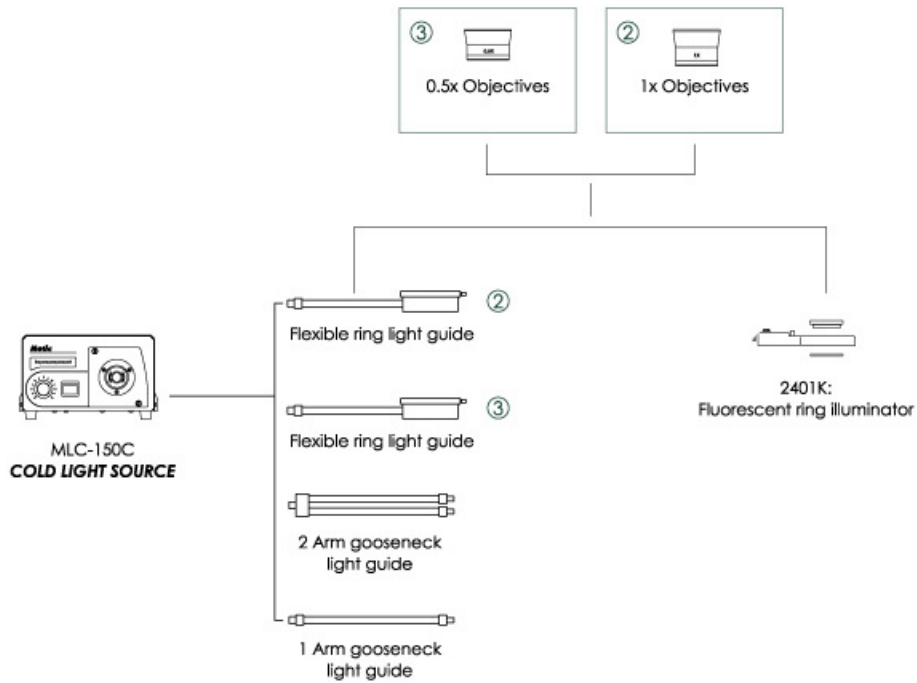 ③
0.5x Objectives
②
1x Objectives
②
Flexible ring light guide
③
Flexible ring light guide
Motic
MLC-150C
COLD LIGHT SOURCE
2401K:
Fluorescent ring illuminator
2 Arm gooseneck
light guide
1 Arm gooseneck
light guide